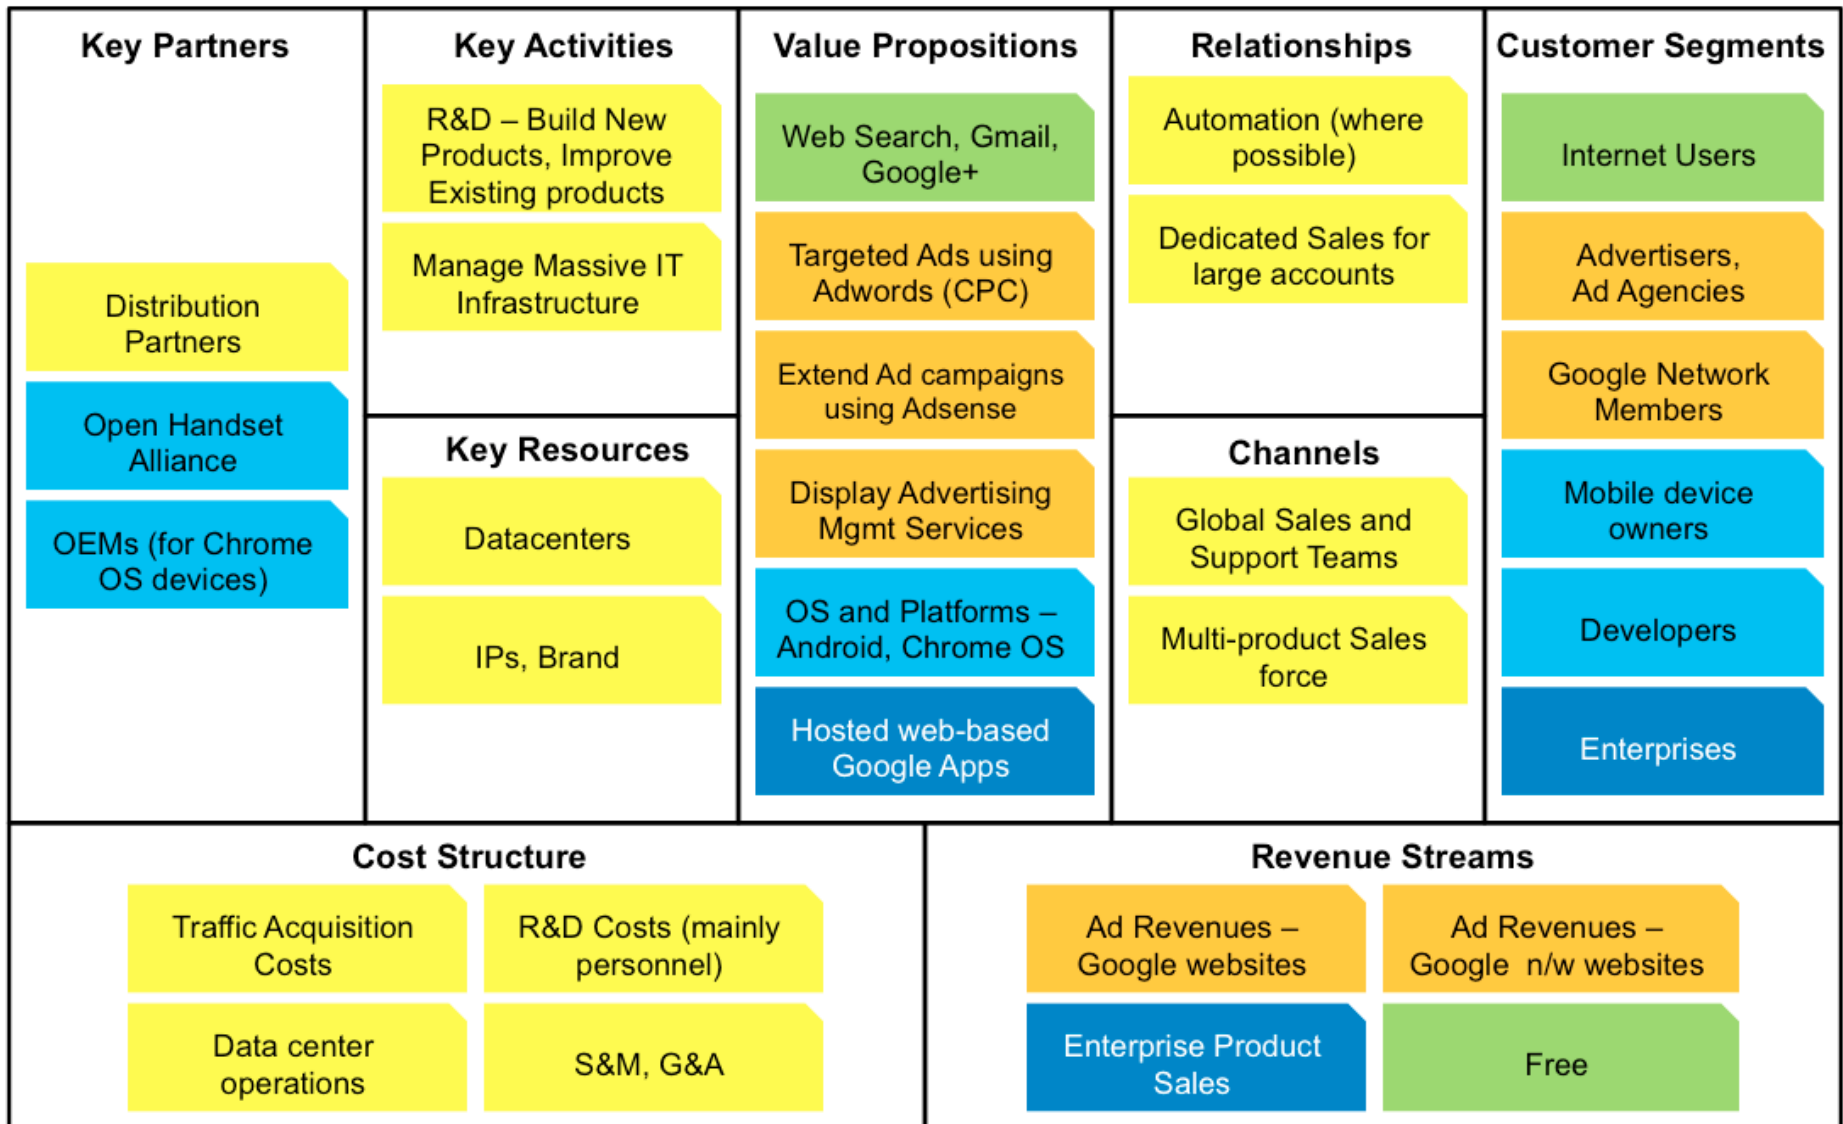 Key Partners
Distribution
Partners
Open Handset
Alliance
OEMs (for Chrome
OS devices)
Key Activities
R&D – Build New
Products, Improve
Existing products
Manage Massive IT
Infrastructure
Key Resources
Datacenters
IPs, Brand
Value Propositions
Web Search, Gmail,
Google+
Targeted Ads using
Adwords (CPC)
Extend Ad campaigns
using Adsense
Display Advertising
Mgmt Services
OS and Platforms –
Android, Chrome OS
Hosted web-based
Google Apps
Relationships
Automation (where
possible)
Dedicated Sales for
large accounts
Channels
Global Sales and
Support Teams
Multi-product Sales
force
Customer Segments
Internet Users
Advertisers,
Ad Agencies
Google Network
Members
Mobile device
owners
Developers
Enterprises
Cost Structure
Traffic Acquisition
Costs
R&D Costs (mainly
personnel)
Data center
operations
S&M, G&A
Revenue Streams
Ad Revenues –
Google websites
Ad Revenues –
Google n/w websites
Enterprise Product
Sales
Free